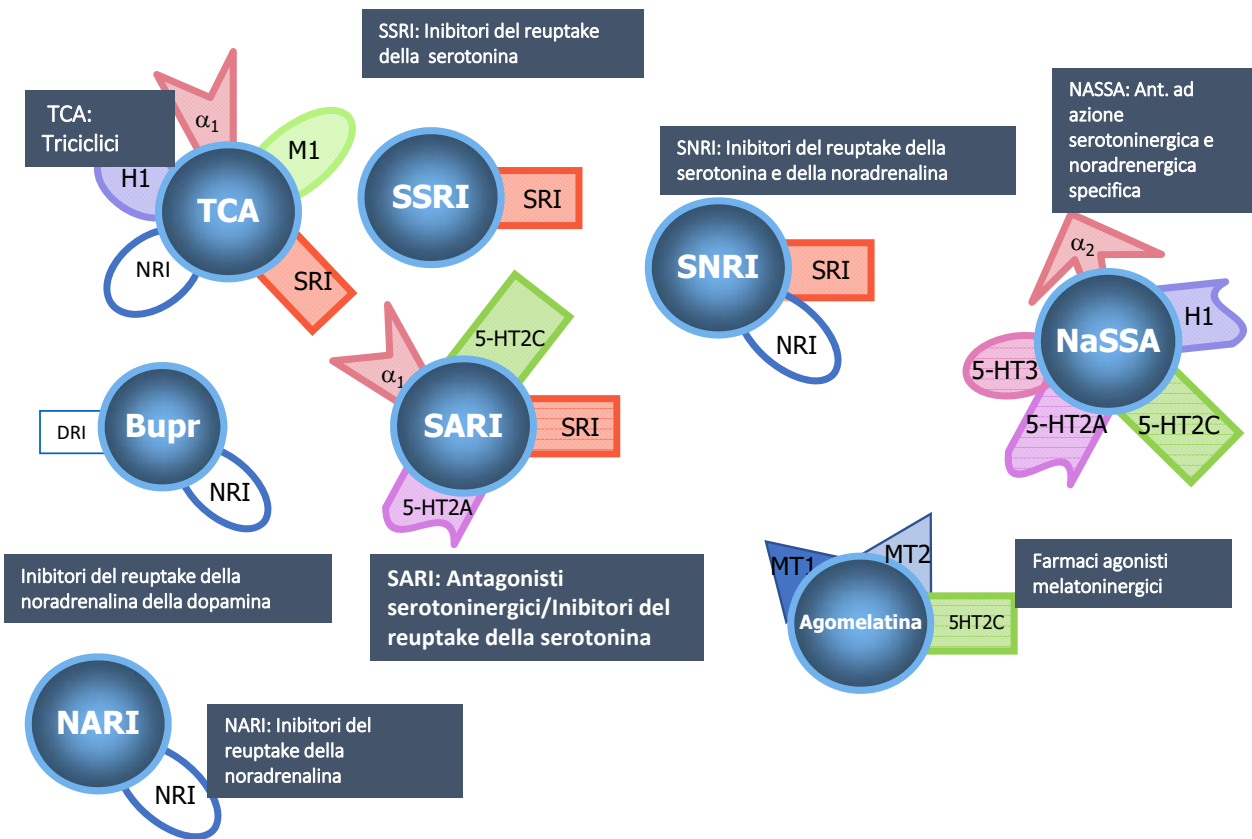 SSRI: Inibitori del reuptake
della serotonina
TCA:
Triciclici
α1
M1
H1
TCA
NRI
SRI
SSRI
SRI
SNRI: Inibitori del reuptake della
serotonina e della noradrenalina
SNRI
SRI
NRI
NASSA: Ant. ad
azione
serotoninergica e
noradrenergica
specifica
α2
H1
NaSSA
5-HT3
5-HT2A
5-HT2C
DRI
Bupr
NRI
Inibitori del reuptake della
noradrenalina della dopamina
5-HT2C
α1
SARI
SRI
5-HT2A
SARI: Antagonisti
serotoninergici/Inibitori del
reuptake della serotonina
MT1
MT2
Agomelatina
5HT2C
Farmaci agonisti
melatoninergici
NARI
NRI
NARI: Inibitori del
reuptake della
noradrenalina